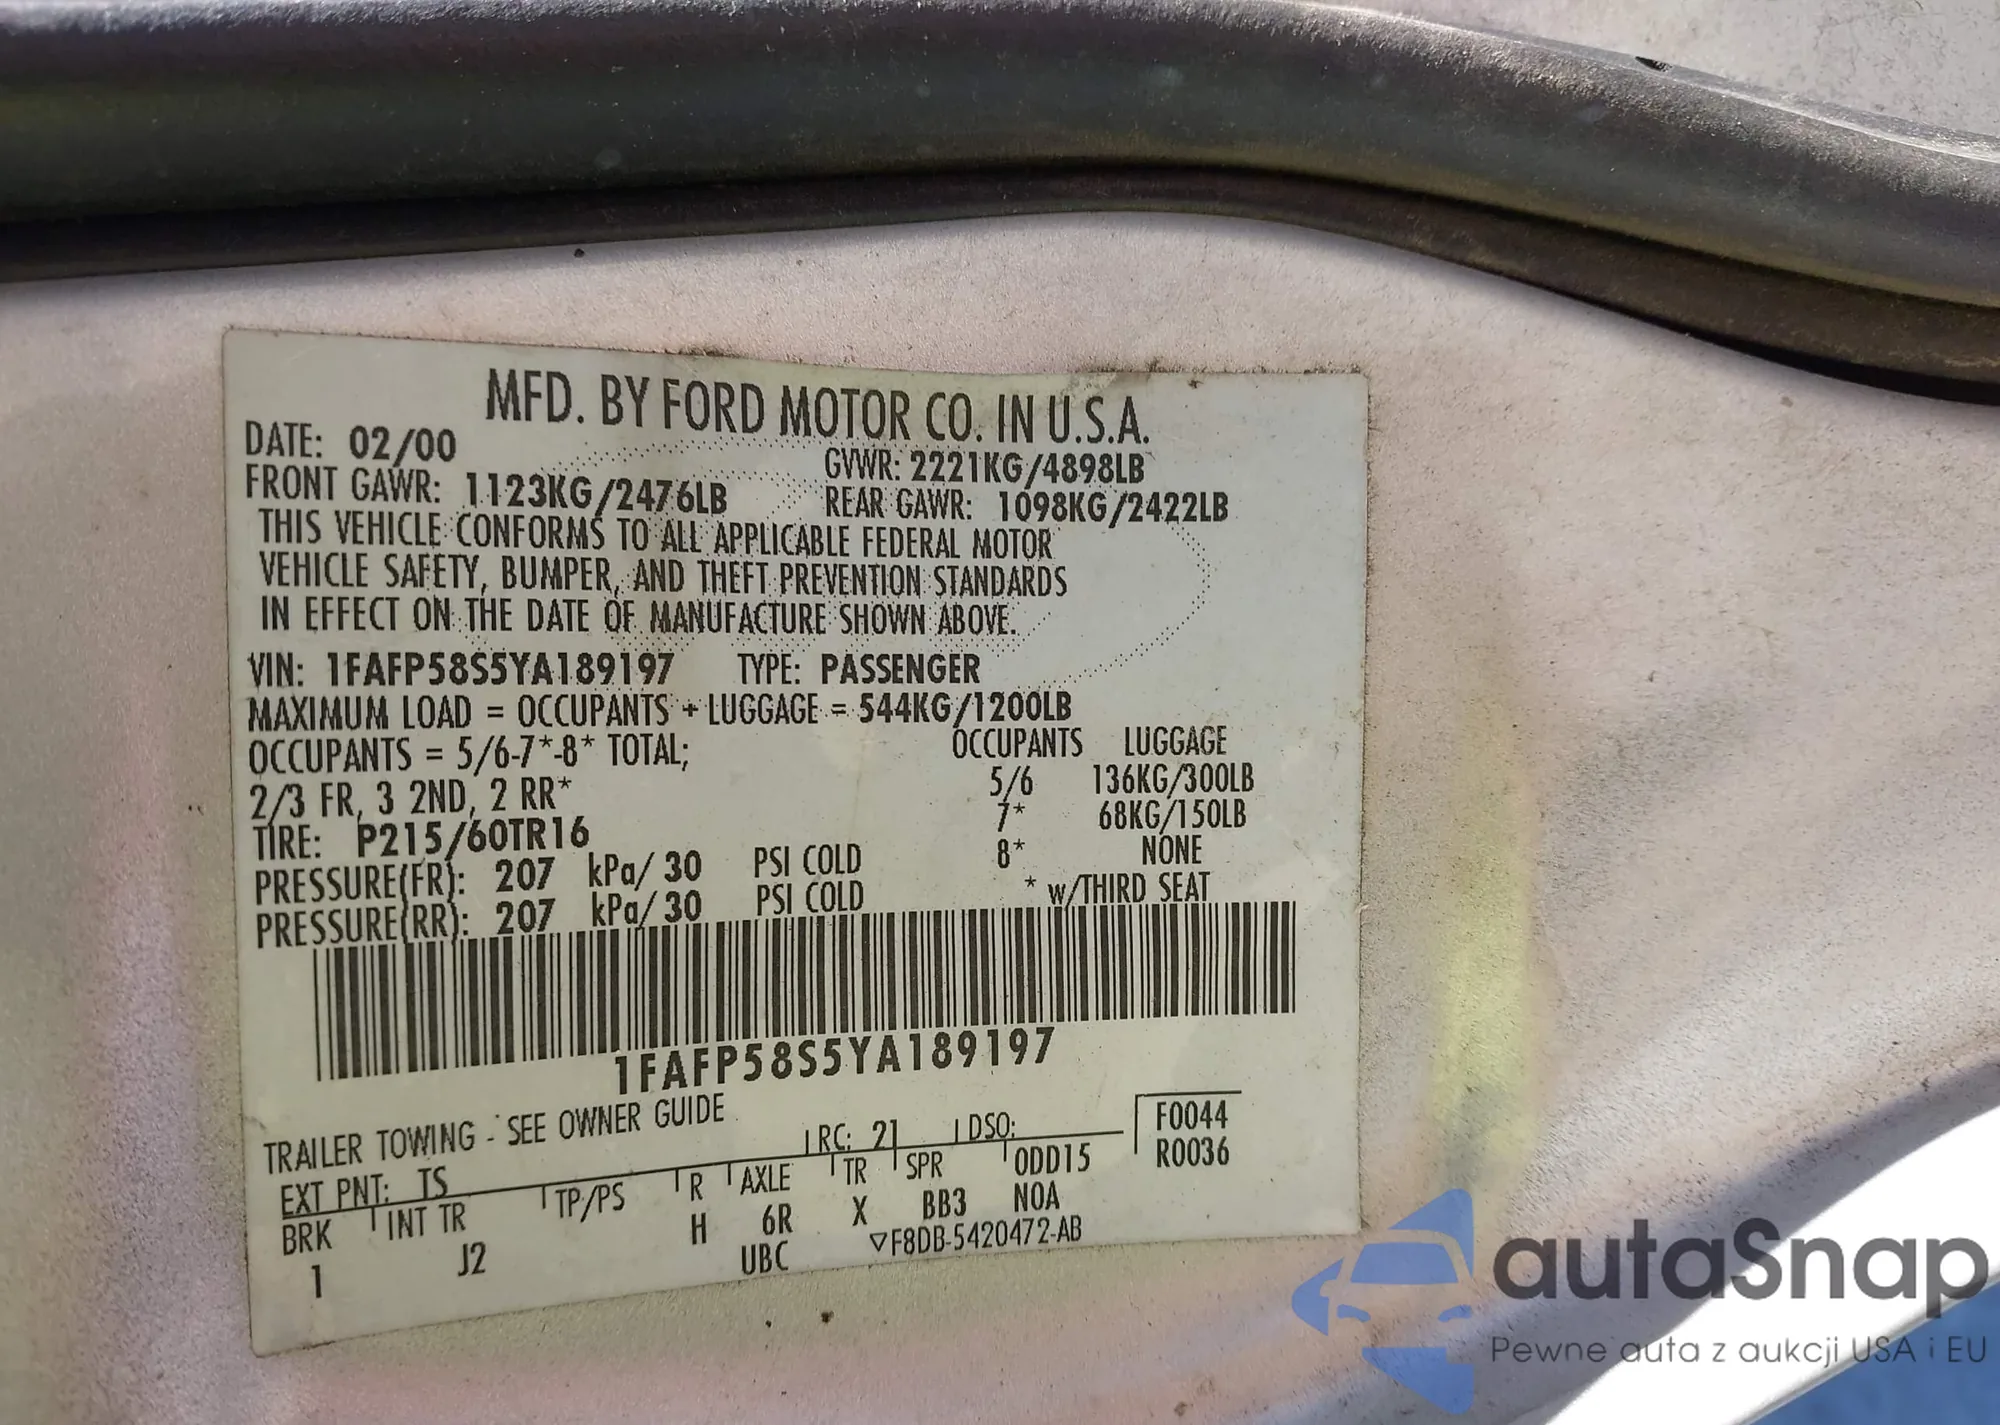 MFD. BY FORD MOTOR CO. IN U.S.A.
DATE: 02/00 GVWR: 2221KG/4898LB
FRONT GAWR: 1123KG/2476LB REAR GAWR: 1098KG/2422LB
THIS VEHICLE CONFORMS TO ALL APPLICABLE FEDERAL MOTOR
VEHICLE SAFETY, BUMPER, AND THEFT PREVENTION STANDARDS
IN EFFECT ON THE DATE OF MANUFACTURE SHOWN ABOVE.
VIN: 1FAFP58S5YA189197 TYPE: PASSENGER
MAXIMUM LOAD = OCCUPANTS + LUGGAGE = 544KG/1200LB
OCCUPANTS = 5/6-7*-8* TOTAL; OCCUPANTS LUGGAGE
2/3 FR, 3 2ND, 2 RR* 5/6 136KG/300LB
TIRE: P215/60TR16 7* 68KG/150LB
PRESSURE(FR): 207 kPa/ 30 PSI COLD 8* NONE
PRESSURE(RR): 207 kPa/ 30 PSI COLD * w/THIRD SEAT
1FAFP58S5YA189197
TRAILER TOWING - SEE OWNER GUIDE
EXT PNT: TS RC: 21 DSO: F0044
BRK INT TR TP/PS R AXLE TR SPR 0DD15 R0036
1 J2 H 6R X BB3 N0A
UBC ▽F8DB-5420472-AB
autaSnap
Pewne auta z aukcji USA i EU